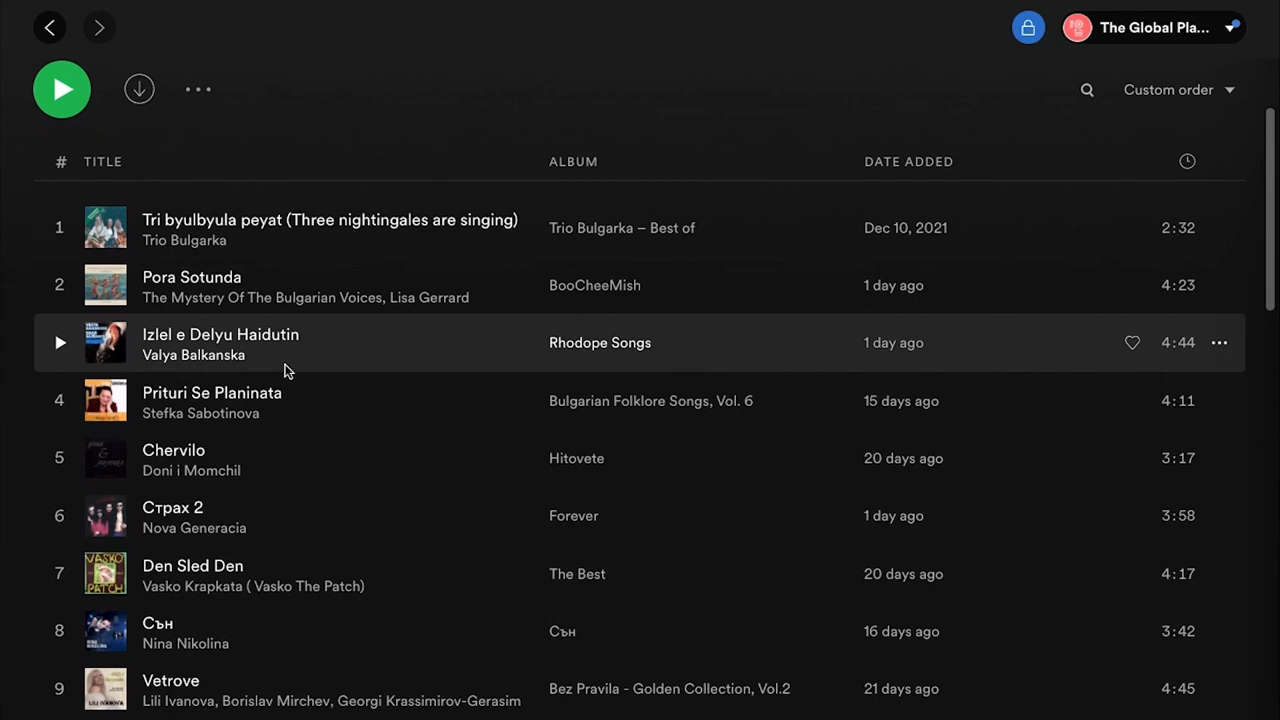 The Global Pla...
Custom order
# TITLE ALBUM DATE ADDED
1 Tri byulbyula peyat (Three nightingales are singing) Trio Bulgarka – Best of Dec 10, 2021 2:32
Trio Bulgarka
2 Pora Sotunda BooCheeMish 1 day ago 4:23
The Mystery Of The Bulgarian Voices, Lisa Gerrard
Izlel e Delyu Haidutin Rhodope Songs 1 day ago 4:44
Valya Balkanska
4 Prituri Se Planinata Bulgarian Folklore Songs, Vol. 6 15 days ago 4:11
Stefka Sabotinova
5 Chervilo Hitovete 20 days ago 3:17
Doni i Momchil
6 Страх 2 Forever 1 day ago 3:58
Nova Generacia
7 Den Sled Den The Best 20 days ago 4:17
Vasko Krapkata ( Vasko The Patch)
VASKO
PATCH
8 Сън Сън 16 days ago 3:42
Nina Nikolina
9 Vetrove Bez Pravila - Golden Collection, Vol.2 21 days ago 4:45
Lili Ivanova, Borislav Mirchev, Georgi Krassimirov-Gerasim
LILI IVANOVA